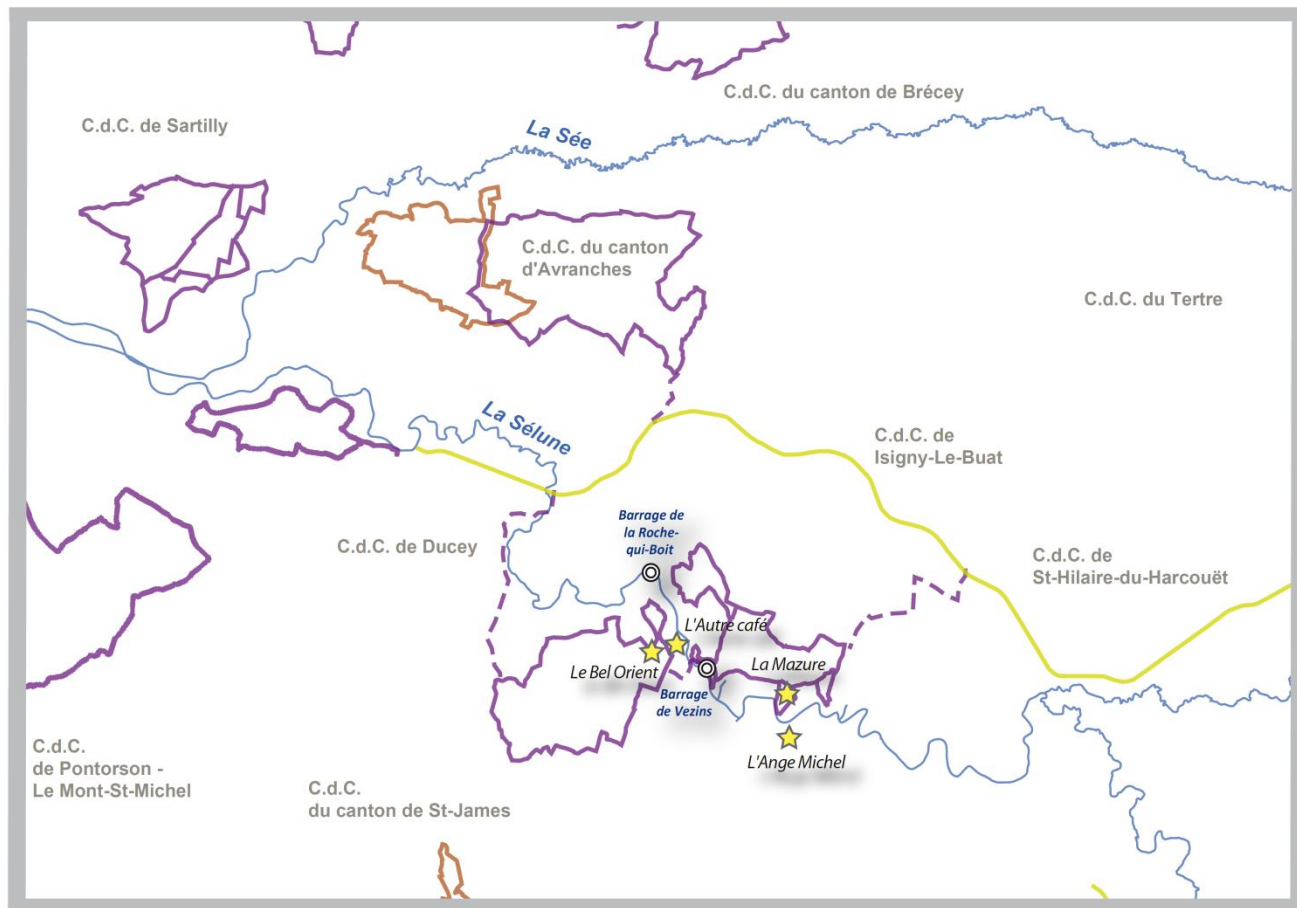 C.d.C. du canton de Brécey
C.d.C. de Sartilly
La Sée
C.d.C. du canton
d'Avranches
C.d.C. du Tertre
La Sélune
C.d.C. de
Isigny-Le-Buat
Barrage de
la Roche-
qui-Boit
C.d.C. de Ducey
C.d.C. de
St-Hilaire-du-Harcouët
L'Autre café
Le Bel Orient
La Mazure
Barrage
de Vezins
L'Ange Michel
C.d.C.
de Pontorson -
Le Mont-St-Michel
C.d.C.
du canton de St-James